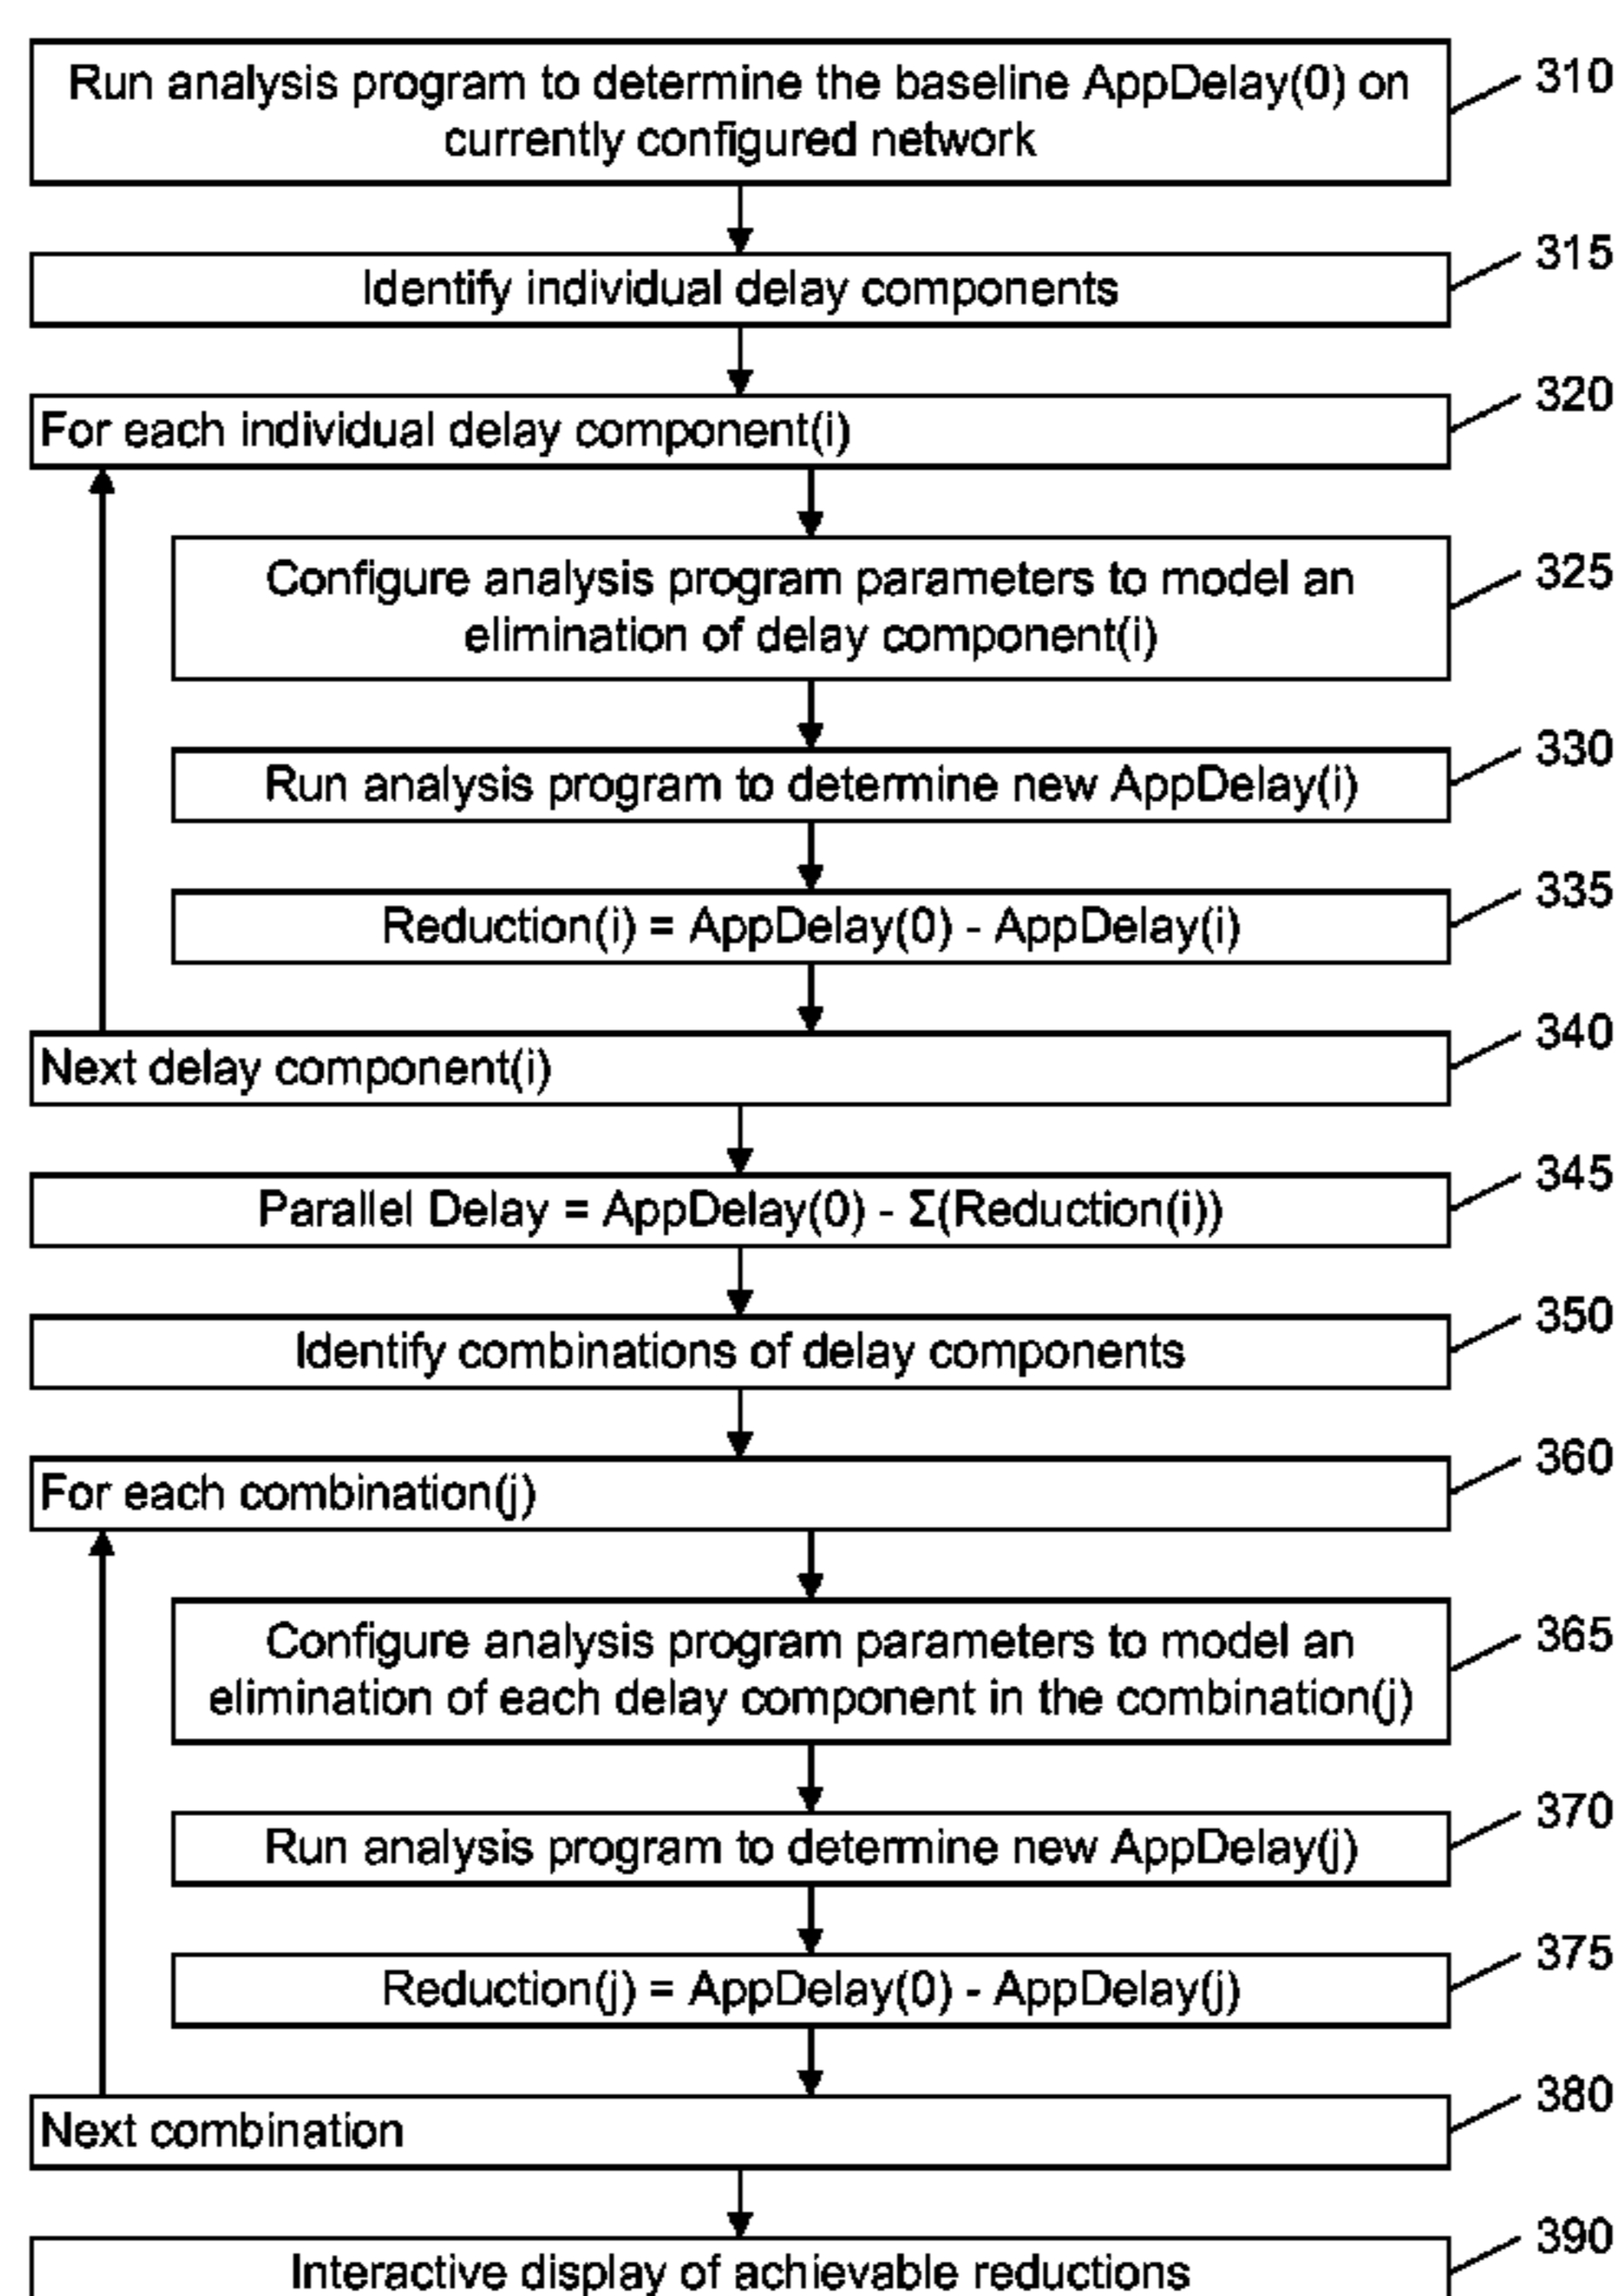 Run analysis program to determine the baseline AppDelay(0) on
currently configured network
310
Identify individual delay components
315
For each individual delay component(i)
320
Configure analysis program parameters to model an
elimination of delay component(i)
325
Run analysis program to determine new AppDelay(i)
330
Reduction(i) = AppDelay(0) - AppDelay(i)
335
Next delay component(i)
340
Parallel Delay = AppDelay(0) - Σ(Reduction(i))
345
Identify combinations of delay components
350
For each combination(j)
360
Configure analysis program parameters to model an
elimination of each delay component in the combination(j)
365
Run analysis program to determine new AppDelay(j)
370
Reduction(j) = AppDelay(0) - AppDelay(j)
375
Next combination
380
Interactive display of achievable reductions
390